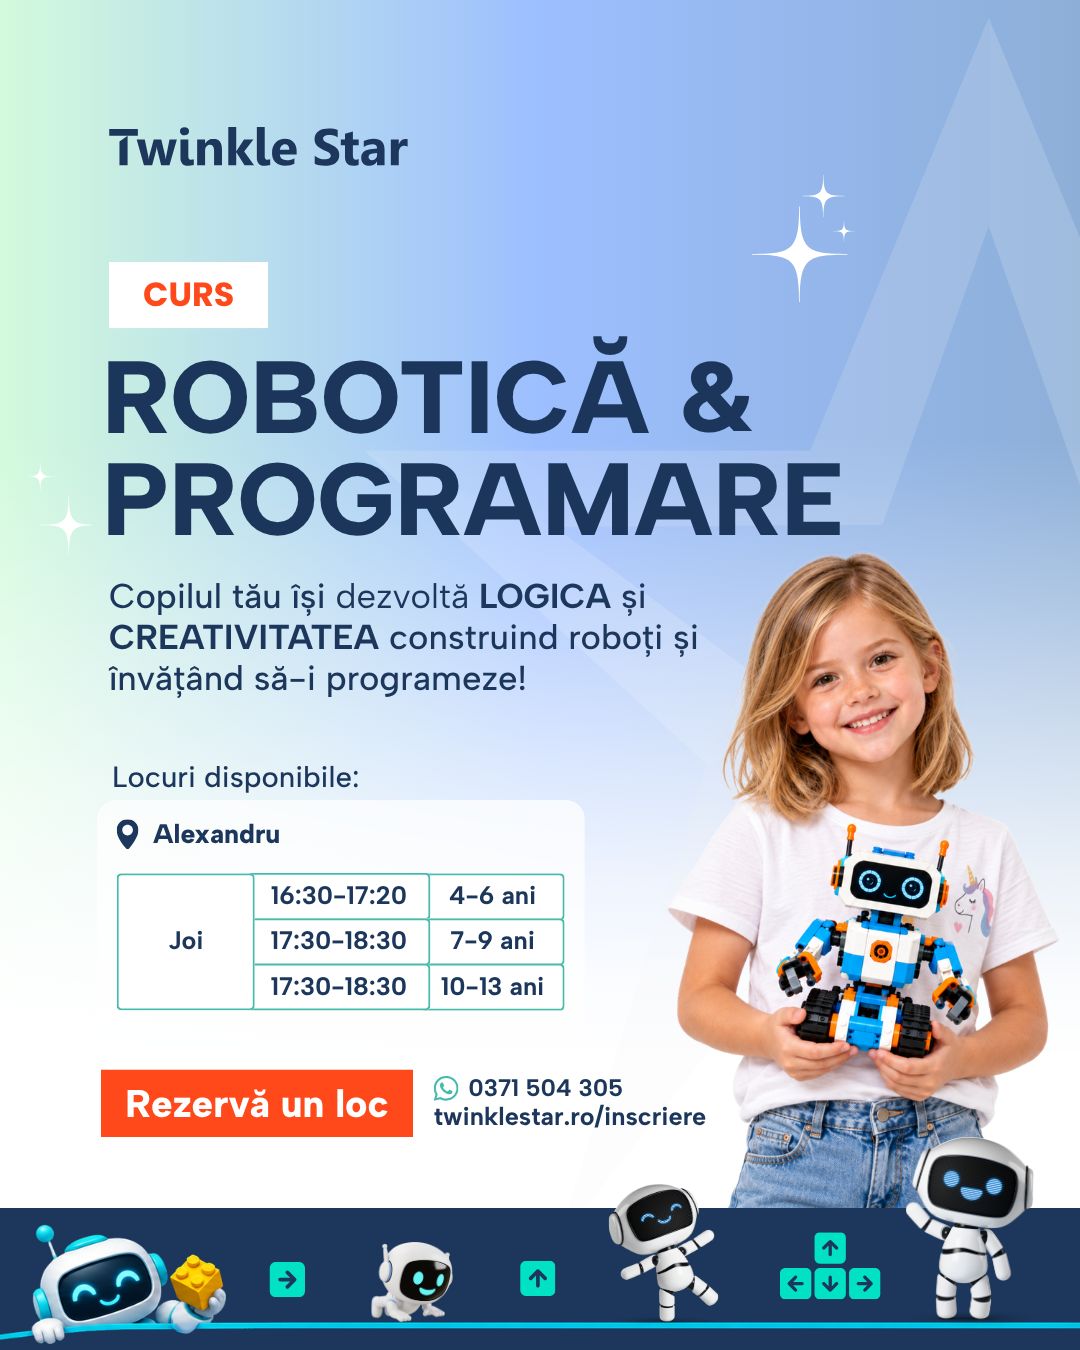 Twinkle Star
CURS
ROBOTICĂ &
PROGRAMARE
Copilul tău își dezvoltă LOGICA și
CREATIVITATEA construind roboți și
învățând să-i programeze!
Locuri disponibile:
Alexandru
Joi
16:30-17:20 4-6 ani
17:30-18:30 7-9 ani
17:30-18:30 10-13 ani
Rezervă un loc
0371 504 305
twinklestar.ro/inscriere